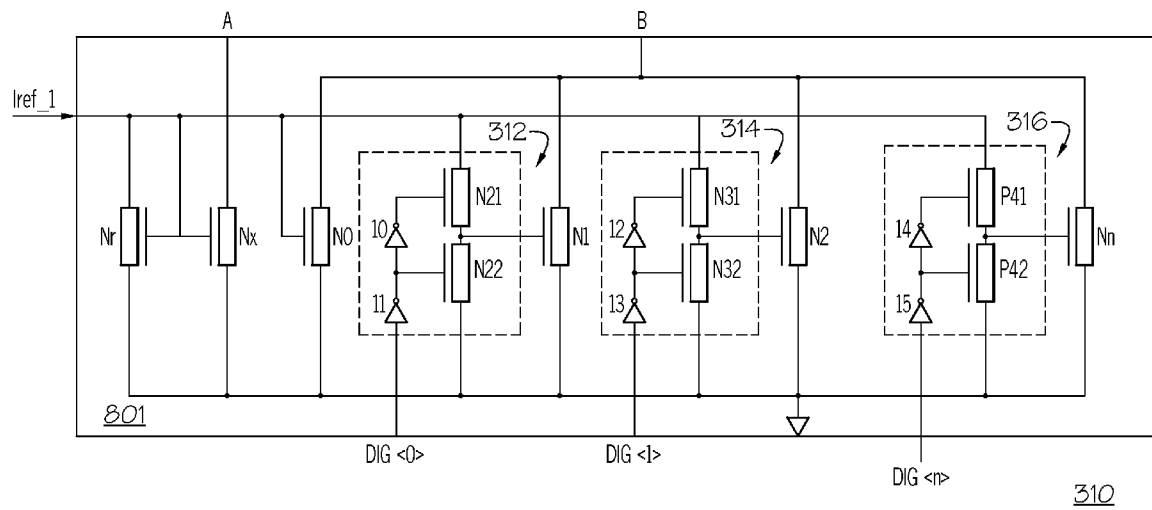 A
B
Iref_1
312
314
316
N21
N31
P41
10
12
14
Nr
Nx
N0
N1
N2
Nn
N22
N32
P42
11
13
15
801
DIG <0>
DIG <1>
DIG <n>
310